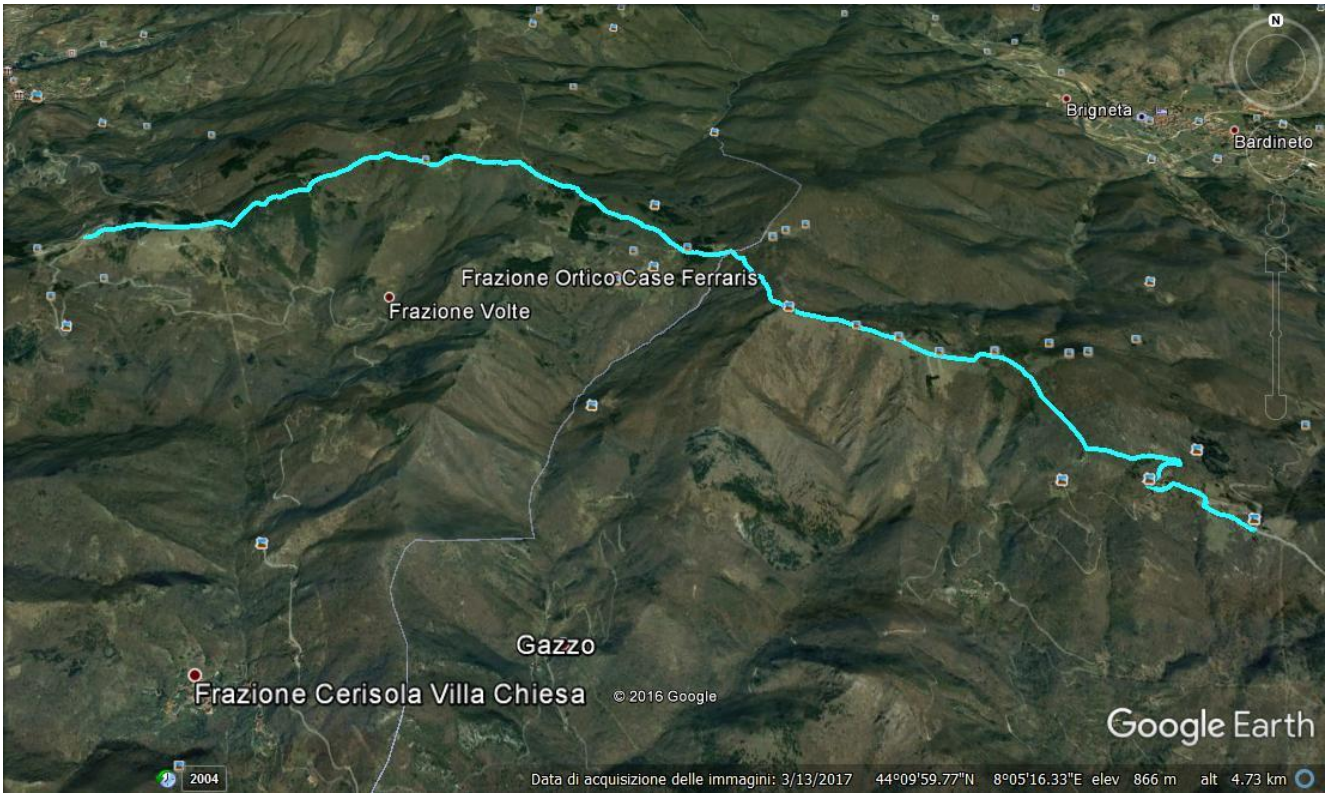 N
Brigneta
Bardineto
Frazione Ortico Case Ferraris
Frazione Volte
Gazzo
Frazione Cerisola Villa Chiesa
© 2016 Google
Google Earth
2004
Data di acquisizione delle immagini: 3/13/2017 44°09'59.77"N 8°05'16.33"E elev 866 m alt 4.73 km